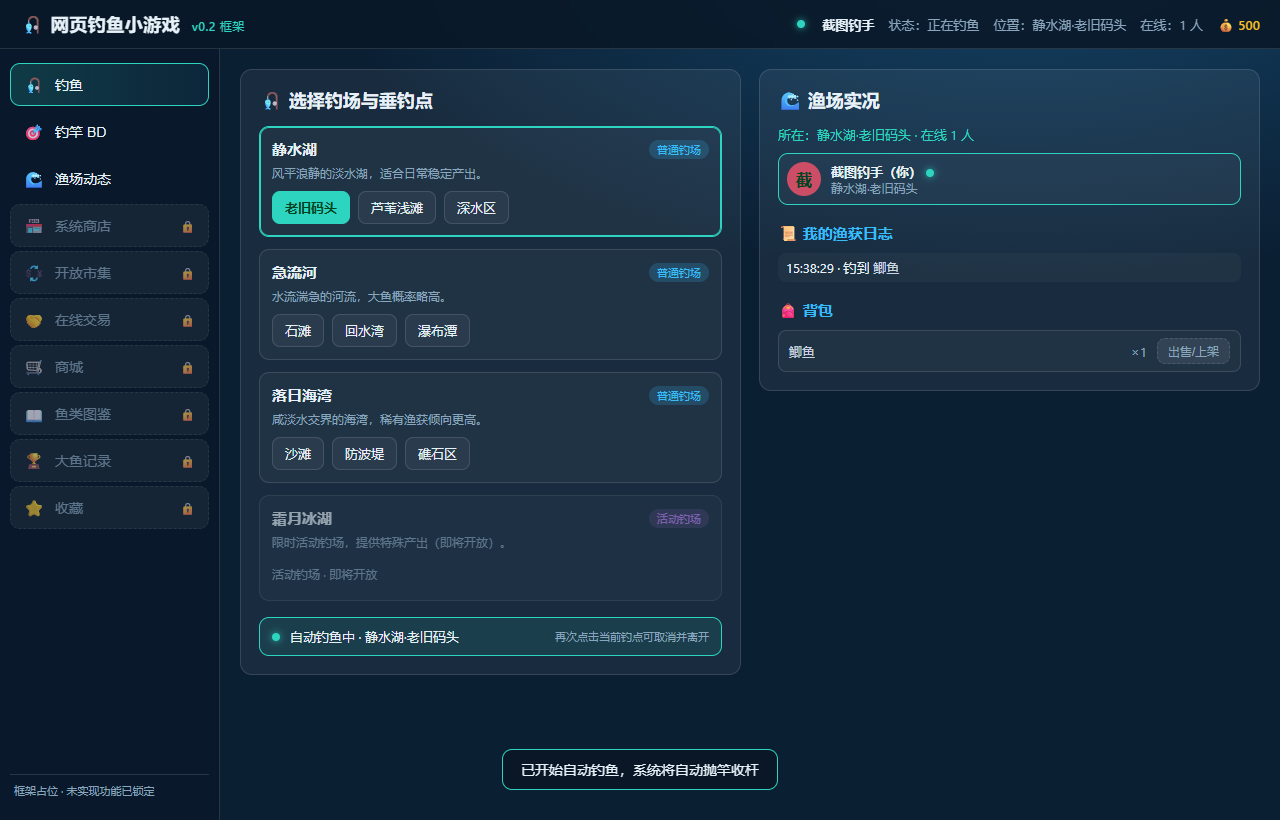 网页钓鱼小游戏 v0.2 框架
截图钓手 状态：正在钓鱼 位置：静水湖·老旧码头 在线：1 人 500
钓鱼
钓竿 BD
渔场动态
系统商店
开放市集
在线交易
商城
鱼类图鉴
大鱼记录
收藏
框架占位 · 未实现功能已锁定
选择钓场与垂钓点
静水湖 普通钓场
风平浪静的淡水湖，适合日常稳定产出。
老旧码头 芦苇浅滩 深水区
急流河 普通钓场
水流湍急的河流，大鱼概率略高。
石滩 回水湾 瀑布潭
落日海湾 普通钓场
咸淡水交界的海湾，稀有渔获倾向更高。
沙滩 防波堤 礁石区
霜月冰湖 活动钓场
限时活动钓场，提供特殊产出（即将开放）。
活动钓场 · 即将开放
自动钓鱼中 · 静水湖·老旧码头 再次点击当前钓点可取消并离开
渔场实况
所在：静水湖·老旧码头 · 在线 1 人
截 截图钓手（你）
静水湖·老旧码头
我的渔获日志
15:38:29 · 钓到 鲫鱼
背包
鲫鱼 ×1 出售/上架
已开始自动钓鱼，系统将自动抛竿收杆